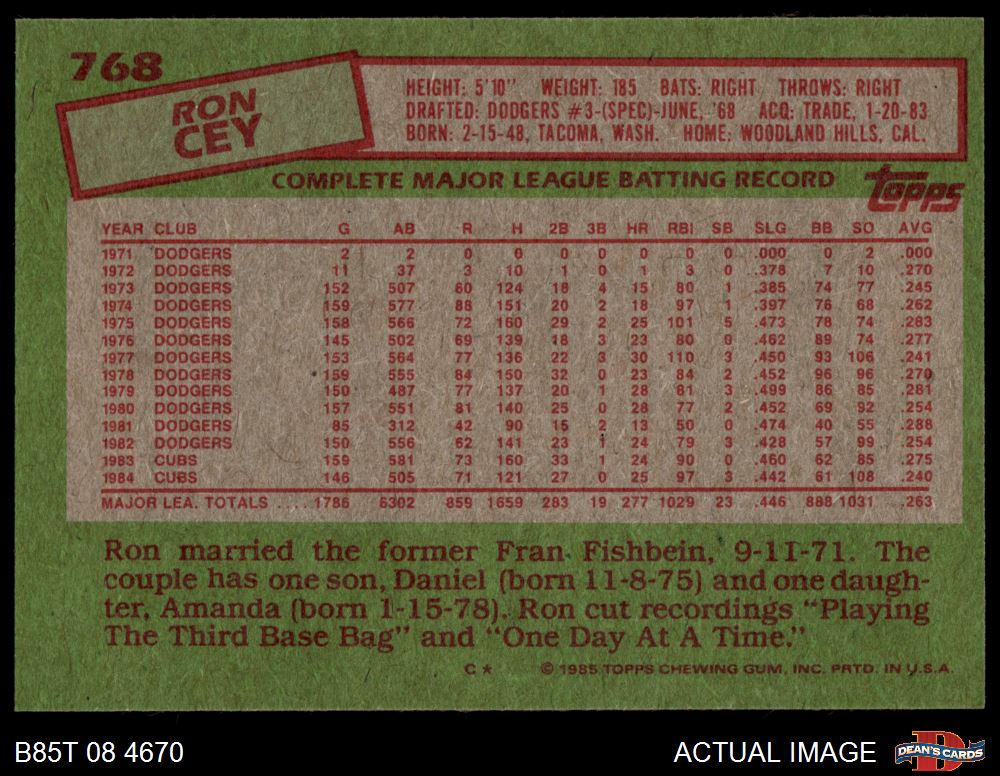 768
RON
CEY
HEIGHT: 5'10" WEIGHT: 185 BATS: RIGHT THROWS: RIGHT
DRAFTED: DODGERS #3-(SPEC)-JUNE, '68 ACQ: TRADE, 1-20-83
BORN: 2-15-48, TACOMA, WASH. HOME: WOODLAND HILLS, CAL.
COMPLETE MAJOR LEAGUE BATTING RECORD
topps
YEAR CLUB G AB R H 2B 3B HR RBI SB SLG BB SO AVG
1971 DODGERS 2 2 0 0 0 0 0 0 0 .000 0 2 .000
1972 DODGERS 11 37 3 10 1 0 1 3 0 .378 7 10 .270
1973 DODGERS 152 507 60 124 18 4 15 80 1 .385 74 77 .245
1974 DODGERS 159 577 88 151 20 2 18 97 1 .397 76 68 .262
1975 DODGERS 158 566 72 160 29 2 25 101 5 .473 78 74 .283
1976 DODGERS 145 502 69 139 18 3 23 80 0 .462 89 74 .277
1977 DODGERS 153 564 77 136 22 3 30 110 3 .450 93 106 .241
1978 DODGERS 159 555 84 150 32 0 23 84 2 .452 96 96 .270
1979 DODGERS 150 487 77 137 20 1 28 81 3 .499 86 85 .281
1980 DODGERS 157 551 81 140 25 0 28 77 2 .452 69 92 .254
1981 DODGERS 85 312 42 90 15 2 13 50 0 .474 40 55 .288
1982 DODGERS 150 556 62 141 23 1 24 79 3 .428 57 99 .254
1983 CUBS 159 581 73 160 33 1 24 90 0 .460 62 85 .275
1984 CUBS 146 505 71 121 27 0 25 97 3 .442 61 108 .240
MAJOR LEA. TOTALS .... 1786 6302 859 1659 283 19 277 1029 23 .446 888 1031 .263
Ron married the former Fran Fishbein, 9-11-71. The
couple has one son, Daniel (born 11-8-75) and one daugh-
ter, Amanda (born 1-15-78). Ron cut recordings "Playing
The Third Base Bag" and "One Day At A Time."
C* © 1985 TOPPS CHEWING GUM, INC. PRTD. IN U.S.A.
B85T 08 4670
ACTUAL IMAGE
DEAN'S CARDS